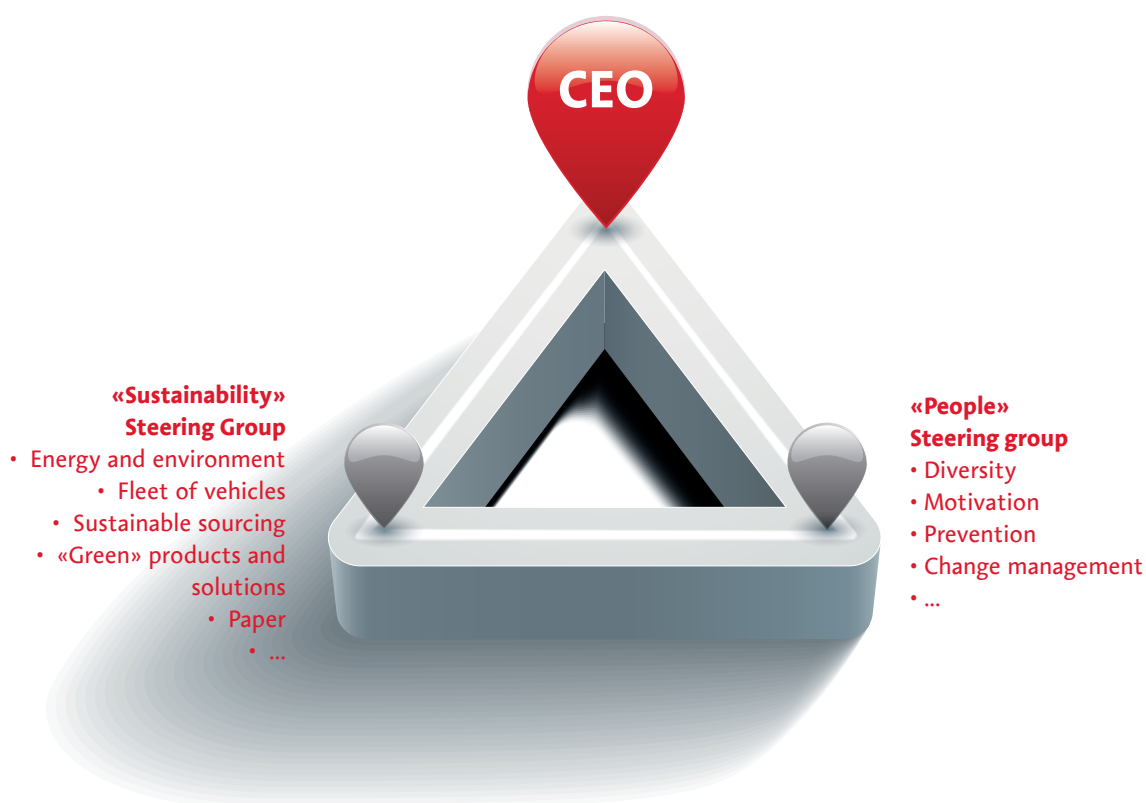 CEO
«Sustainability»
Steering Group
• Energy and environment
• Fleet of vehicles
• Sustainable sourcing
• «Green» products and
solutions
• Paper
• ...
«People»
Steering group
• Diversity
• Motivation
• Prevention
• Change management
• ...